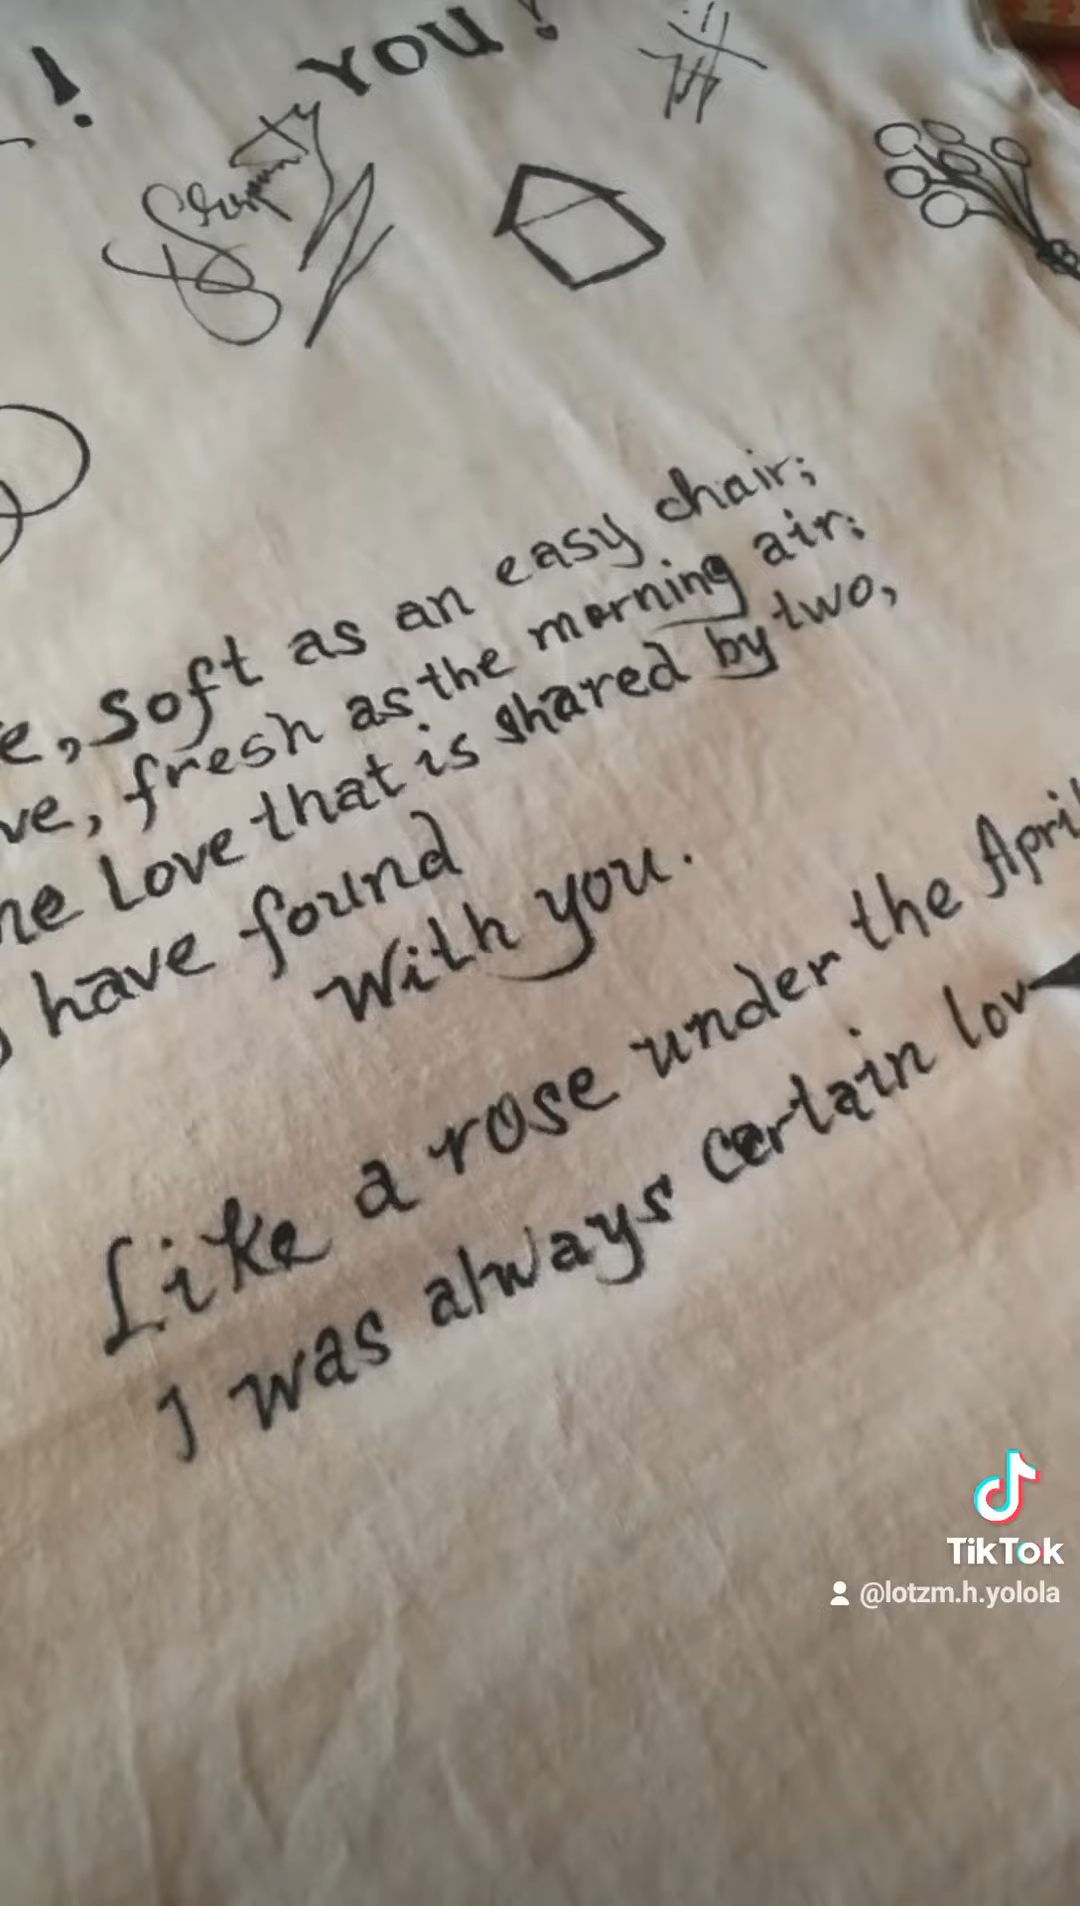 ! YOU!
e, soft as an easy chair;
ve, fresh as the morning air;
ne Love that is shared by two,
have found
With you.
Like a rose under the April
I was always certain lov
TikTok
@lotzm.h.yolola